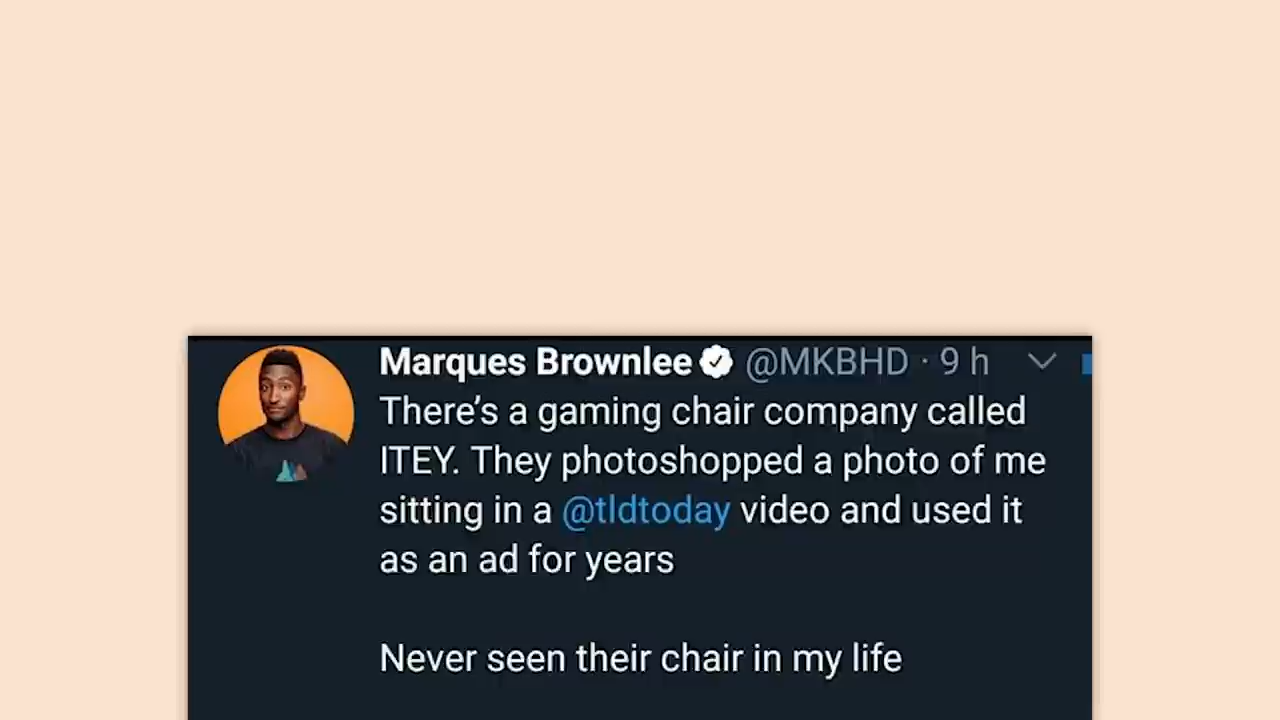 Marques Brownlee @MKBHD · 9 h
There's a gaming chair company called
ITEY. They photoshopped a photo of me
sitting in a @tldtoday video and used it
as an ad for years
Never seen their chair in my life